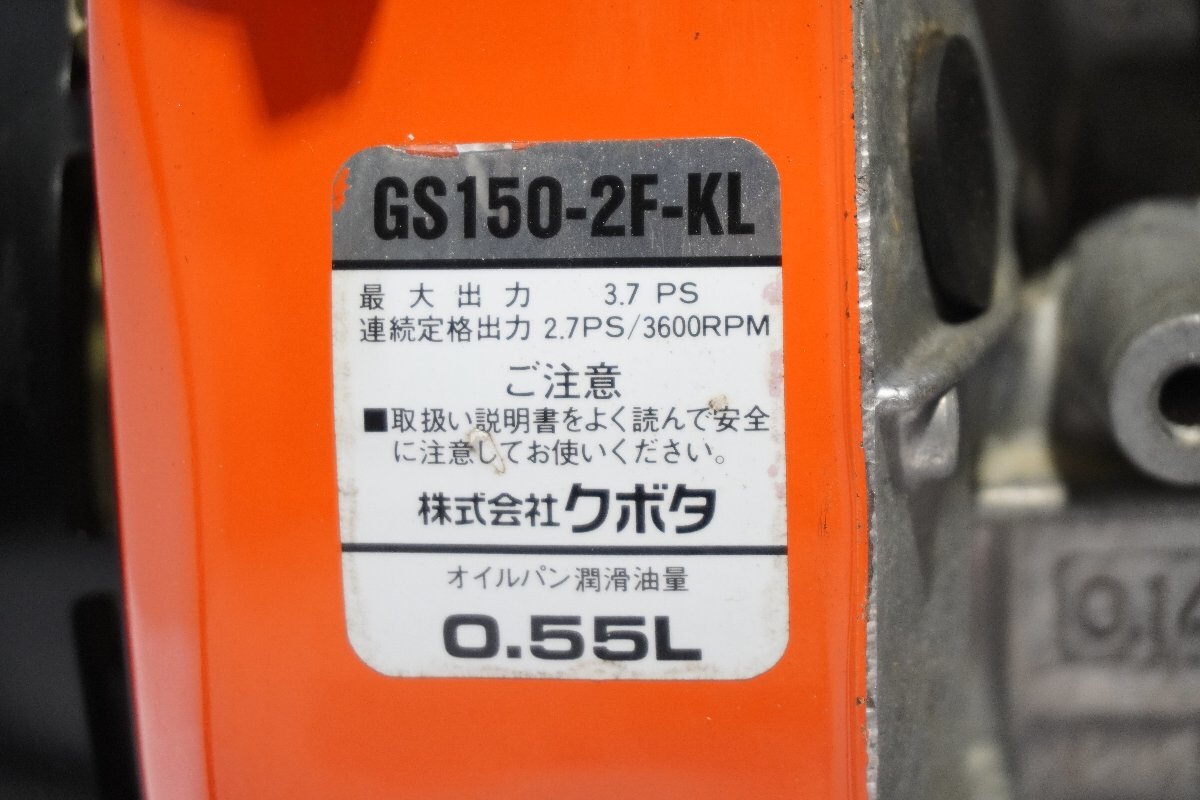 GS150-2F-KL
最大出力 3.7 PS
連続定格出力 2.7PS/3600RPM
ご注意
■取扱い説明書をよく読んで安全
に注意してお使いください。
株式会社クボタ
オイルパン潤滑油量
0.55L